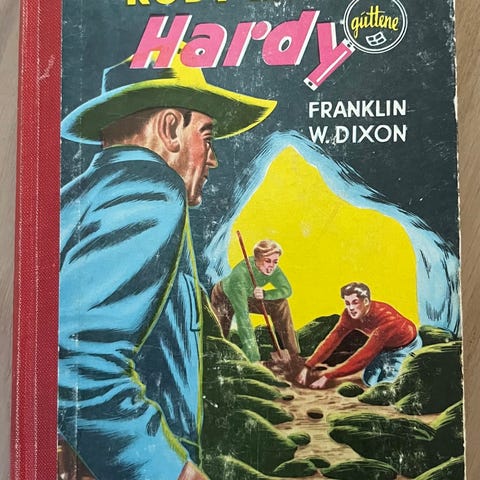 Hardy
guttene
FRANKLIN
W. DIXON